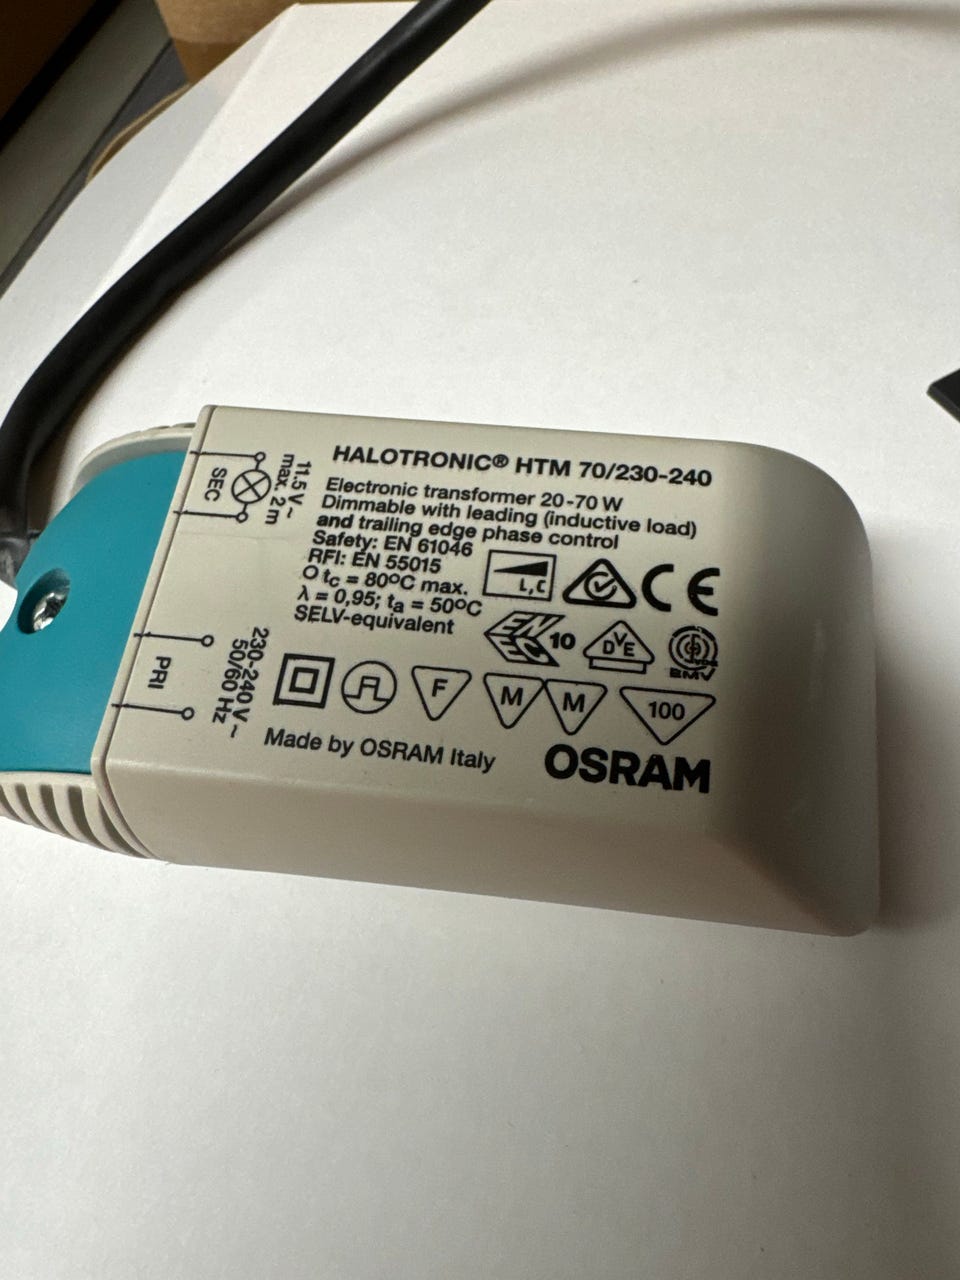 HALOTRONIC® HTM 70/230-240
Electronic transformer 20-70 W
Dimmable with leading (inductive load)
and trailing edge phase control
Safety: EN 61046
RFI: EN 55015
tc = 80°C max.
λ = 0,95; ta = 50°C
SELV-equivalent
L,C
CE
ENEC
10
DVE
EMV
F
M
M
100
Made by OSRAM Italy
OSRAM
SEC
11.5 V~
max. 2 m
PRI
230-240 V~
50/60 Hz